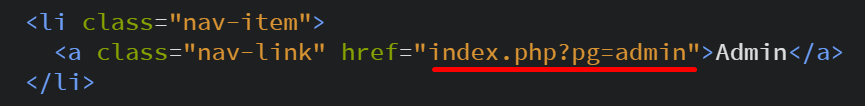 <li class="nav-item">
<a class="nav-link" href="index.php?pg=admin">Admin</a>
</li>